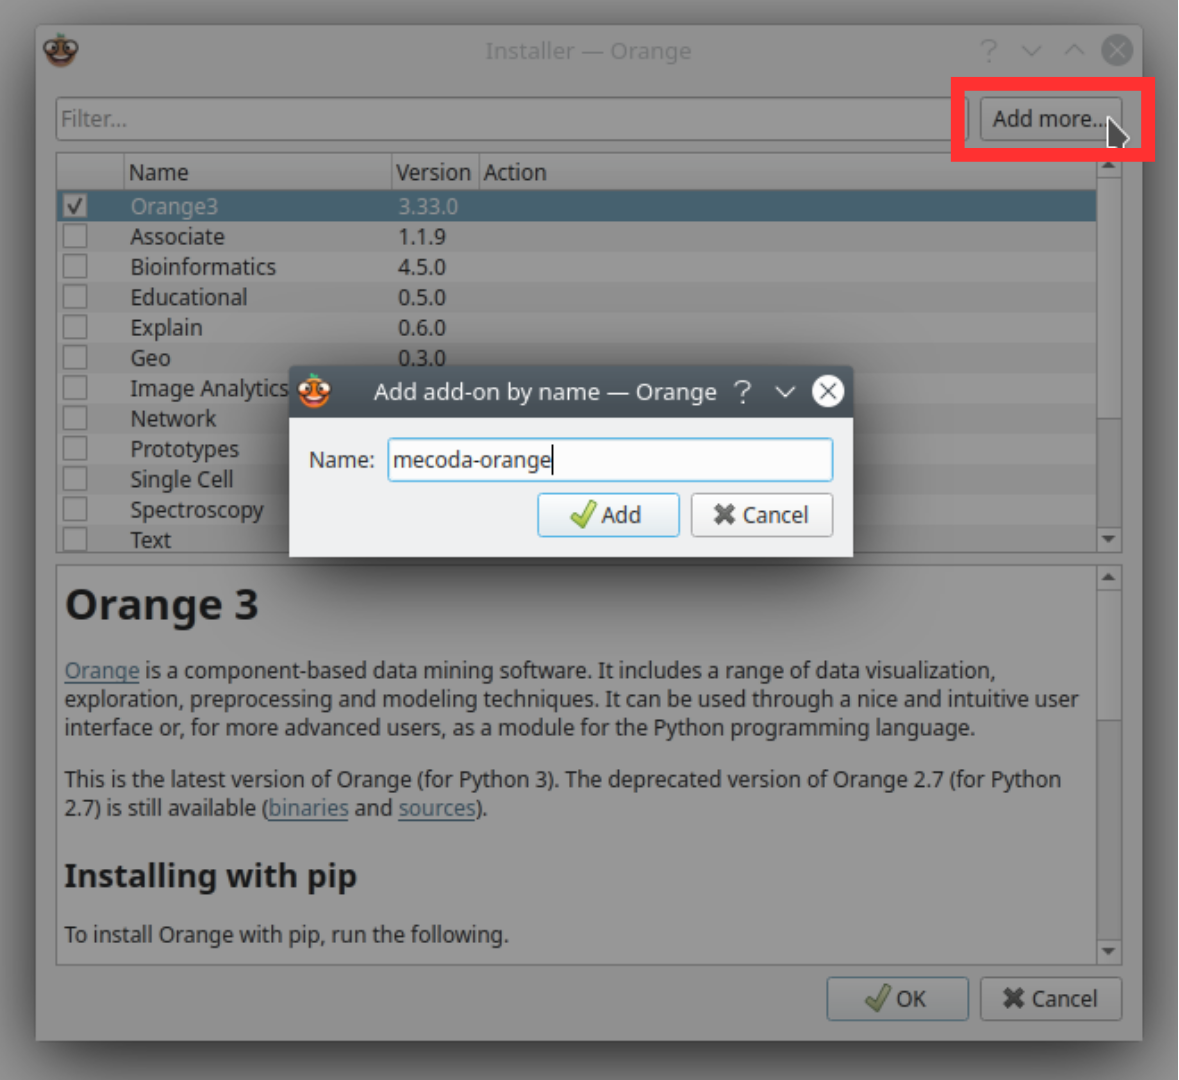 Installer — Orange
Filter...
Add more...
Name Version Action
Orange3 3.33.0
Associate 1.1.9
Bioinformatics 4.5.0
Educational 0.5.0
Explain 0.6.0
Geo 0.3.0
Image Analytics
Network
Prototypes
Single Cell
Spectroscopy
Text
Add add-on by name — Orange
Name: mecoda-orange
Add Cancel
Orange 3
Orange is a component-based data mining software. It includes a range of data visualization,
exploration, preprocessing and modeling techniques. It can be used through a nice and intuitive user
interface or, for more advanced users, as a module for the Python programming language.
This is the latest version of Orange (for Python 3). The deprecated version of Orange 2.7 (for Python
2.7) is still available (binaries and sources).
Installing with pip
To install Orange with pip, run the following.
OK Cancel